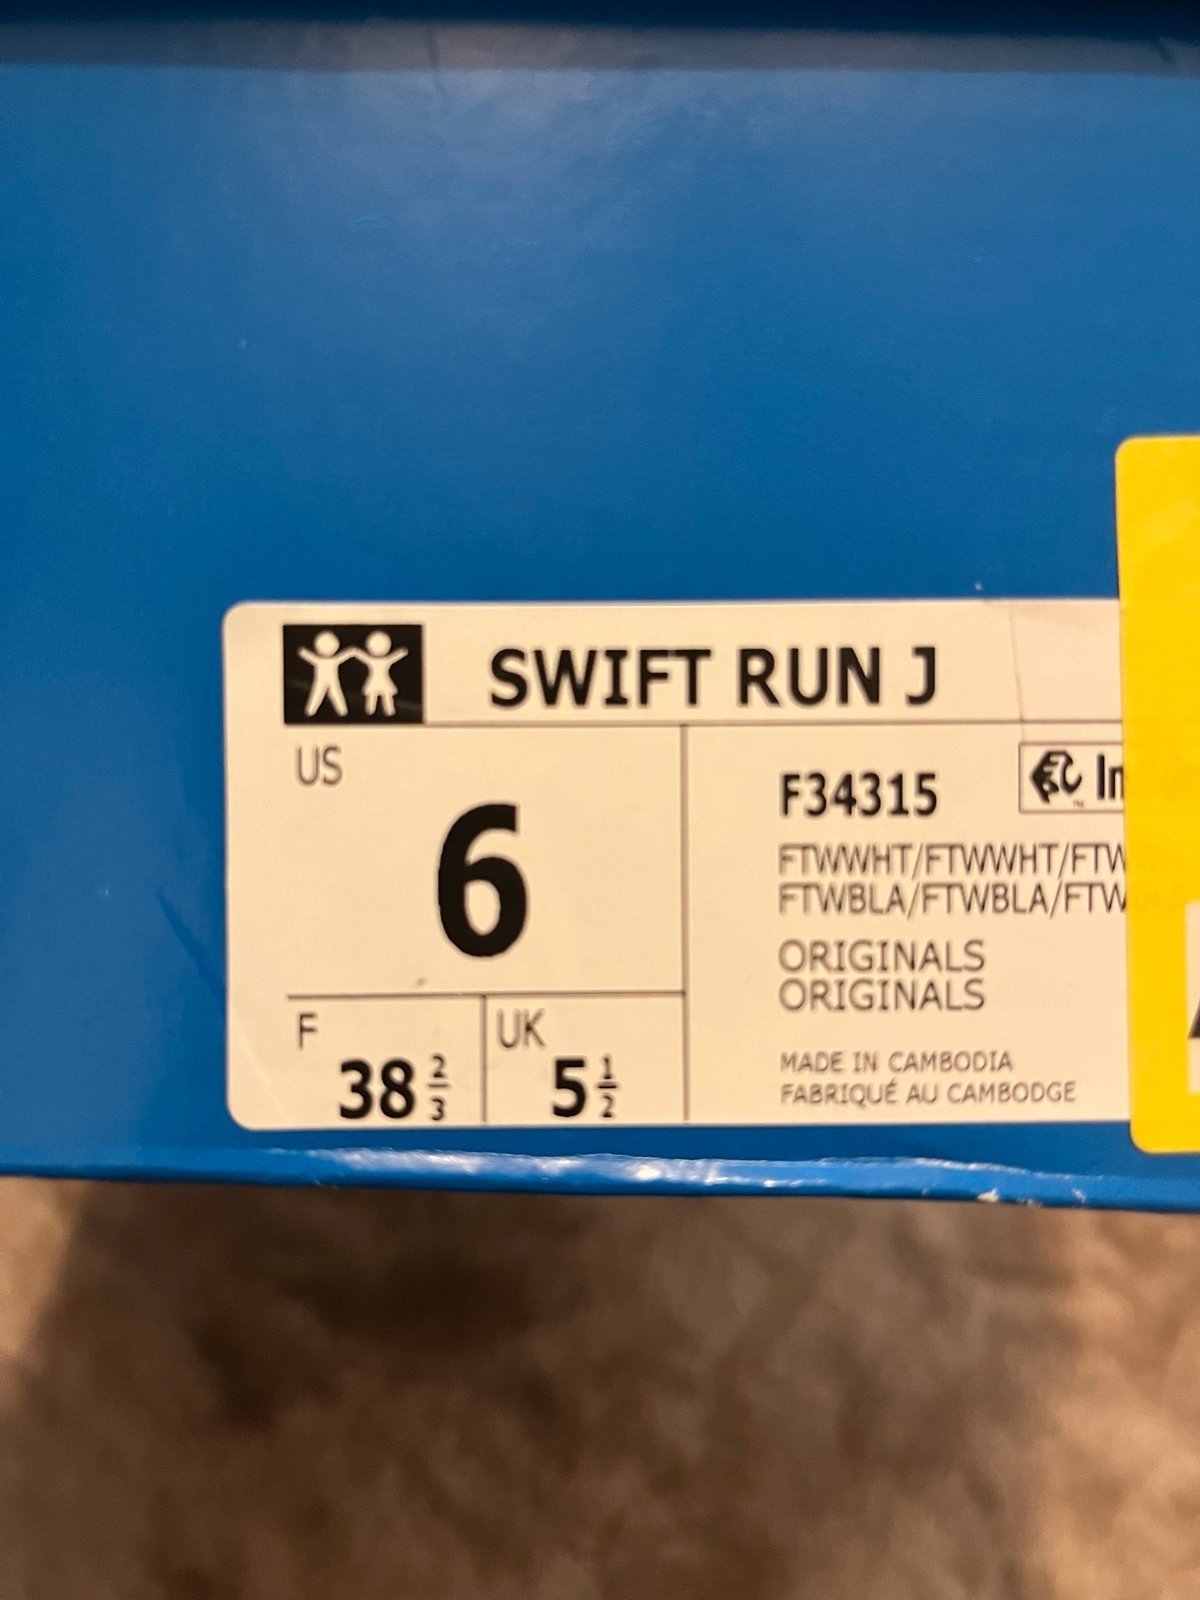 SWIFT RUN J
US
6
F
38 2/3
UK
5 1/2
F34315
In
FTWWHT/FTWWHT/FTW
FTWBLA/FTWBLA/FTW
ORIGINALS
ORIGINALS
MADE IN CAMBODIA
FABRIQUÉ AU CAMBODGE